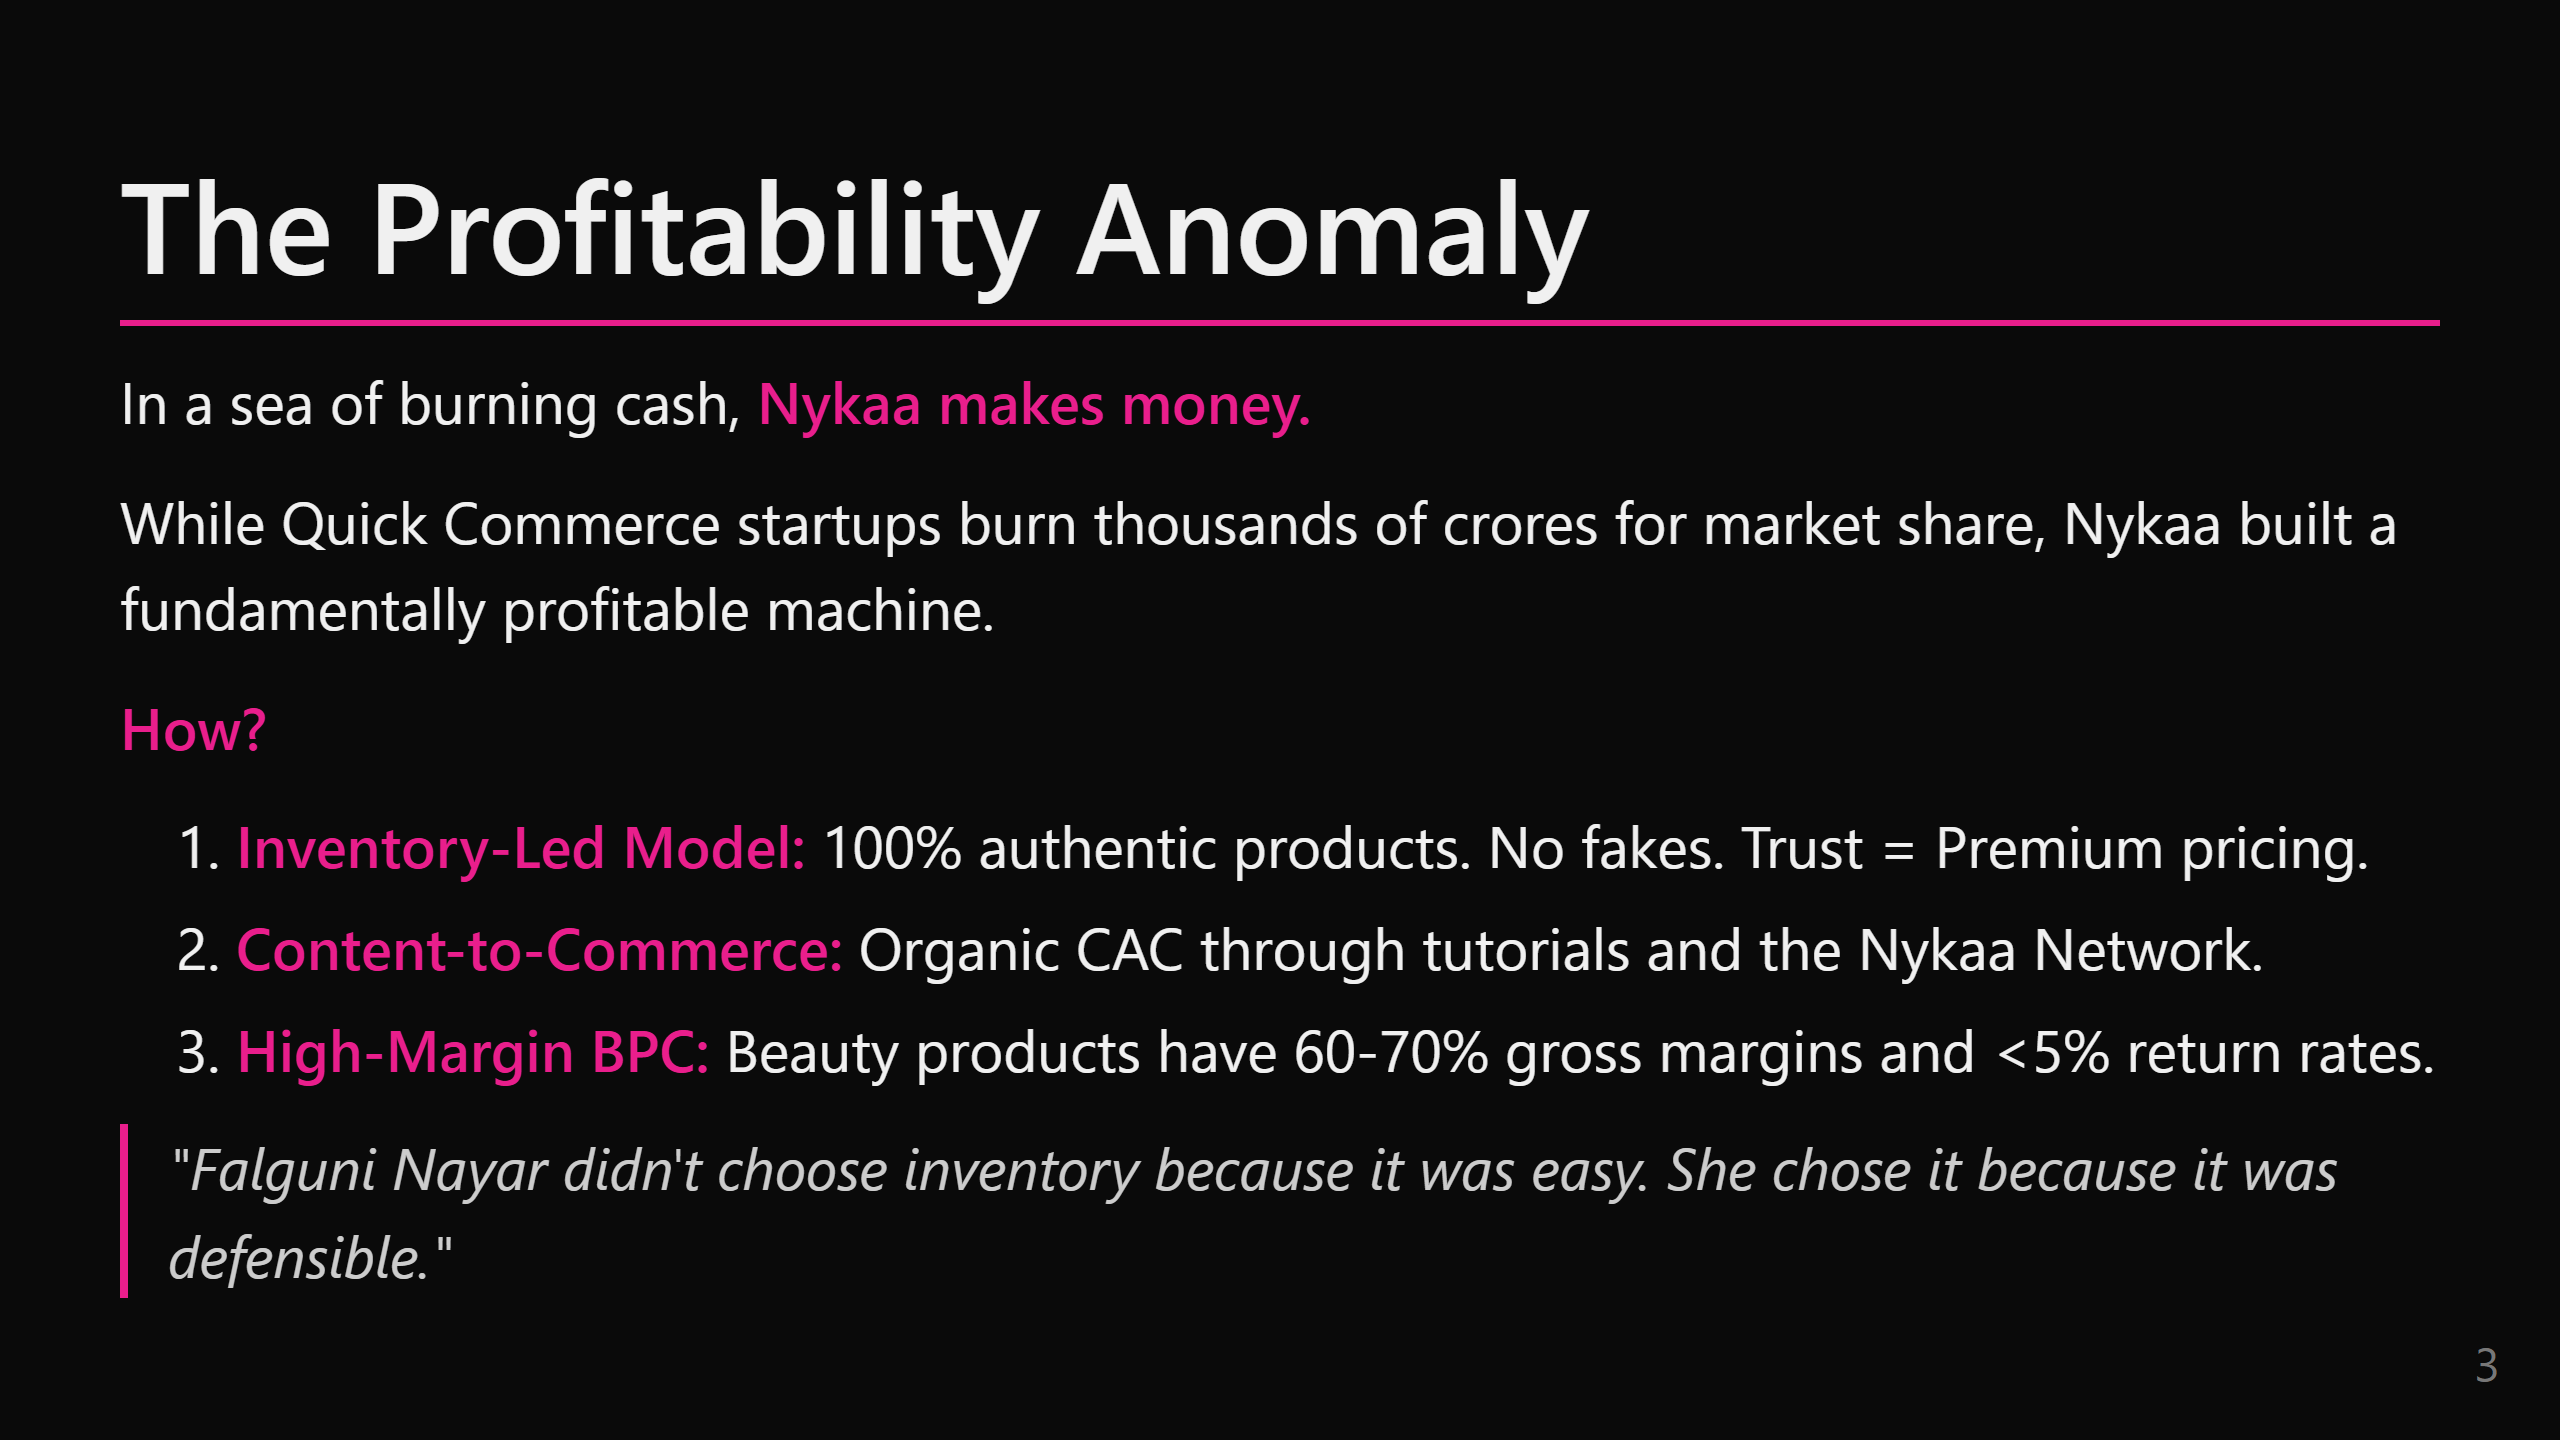 The Profitability Anomaly
In a sea of burning cash, Nykaa makes money.
While Quick Commerce startups burn thousands of crores for market share, Nykaa built a
fundamentally profitable machine.
How?
1. Inventory-Led Model: 100% authentic products. No fakes. Trust = Premium pricing.
2. Content-to-Commerce: Organic CAC through tutorials and the Nykaa Network.
3. High-Margin BPC: Beauty products have 60-70% gross margins and <5% return rates.
"Falguni Nayar didn't choose inventory because it was easy. She chose it because it was
defensible."
3